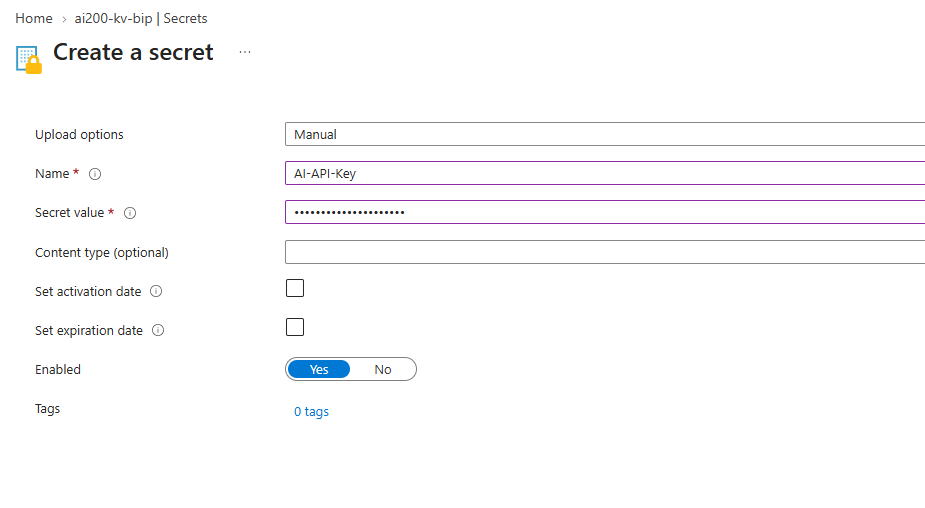 Home > ai200-kv-bip | Secrets
Create a secret ...
Upload options Manual
Name * AI-API-Key
Secret value * •••••••••••••••••••••
Content type (optional)
Set activation date
Set expiration date
Enabled Yes No
Tags 0 tags